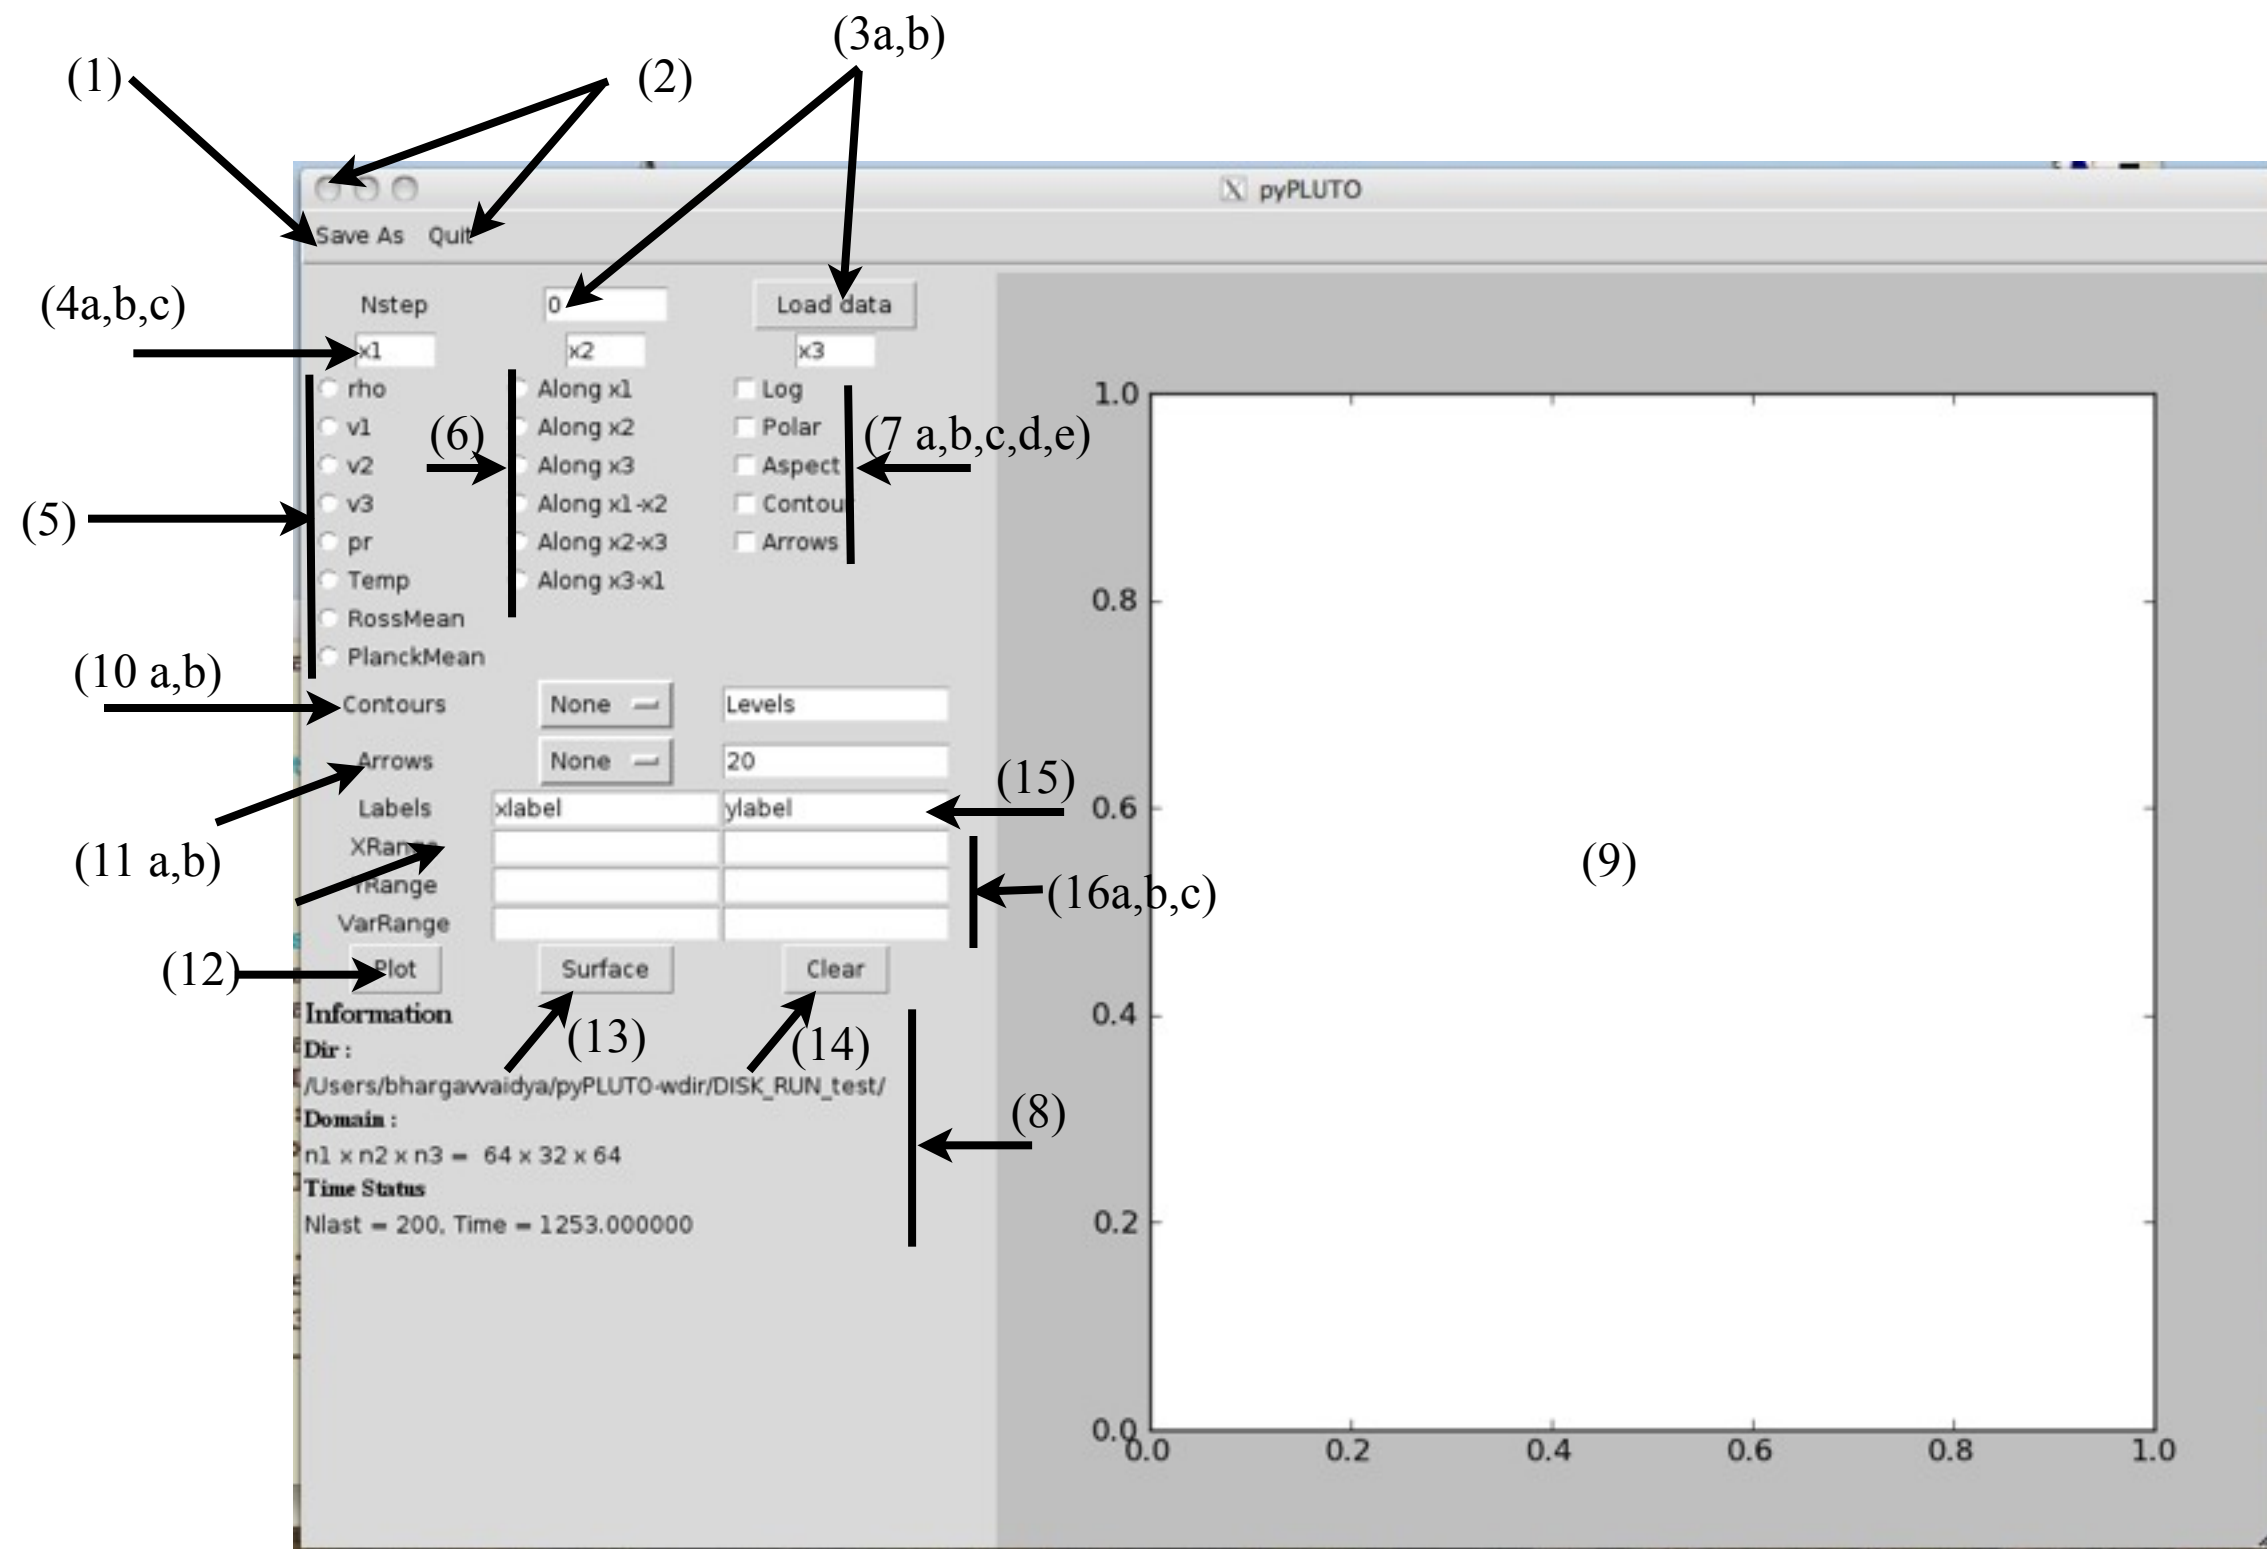 (3a,b)
(1)
(2)
pyPLUTO
Save As Quit
(4a,b,c)
Nstep 0 Load data
x1 x2 x3
rho Along x1 Log
v1 Along x2 Polar
(6)
(7 a,b,c,d,e)
v2 Along x3 Aspect
v3 Along x1-x2 Contour
(5)
pr Along x2-x3 Arrows
Temp Along x3-x1
RossMean
PlanckMean
(10 a,b)
Contours None Levels
Arrows None 20
(15)
Labels xlabel ylabel
(11 a,b)
XRange
YRange
(16a,b,c)
VarRange
(12)
Plot Surface Clear
Information
(13)
(14)
Dir :
/Users/bhargavvaidya/pyPLUTO-wdir/DISK_RUN_test/
(8)
Domain :
n1 x n2 x n3 = 64 x 32 x 64
Time Status
Nlast = 200, Time = 1253.000000
1.0
0.8
0.6
(9)
0.4
0.2
0.0
0.0 0.2 0.4 0.6 0.8 1.0